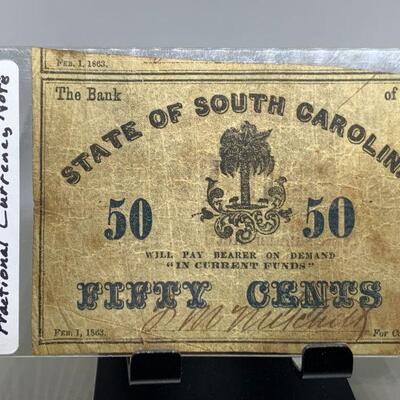 Fractional Currency Note
FEB. 1, 1863.
The Bank of
STATE OF SOUTH CAROLINA
50 50
WILL PAY BEARER ON DEMAND
"IN CURRENT FUNDS"
FIFTY CENTS
FEB. 1, 1863. For